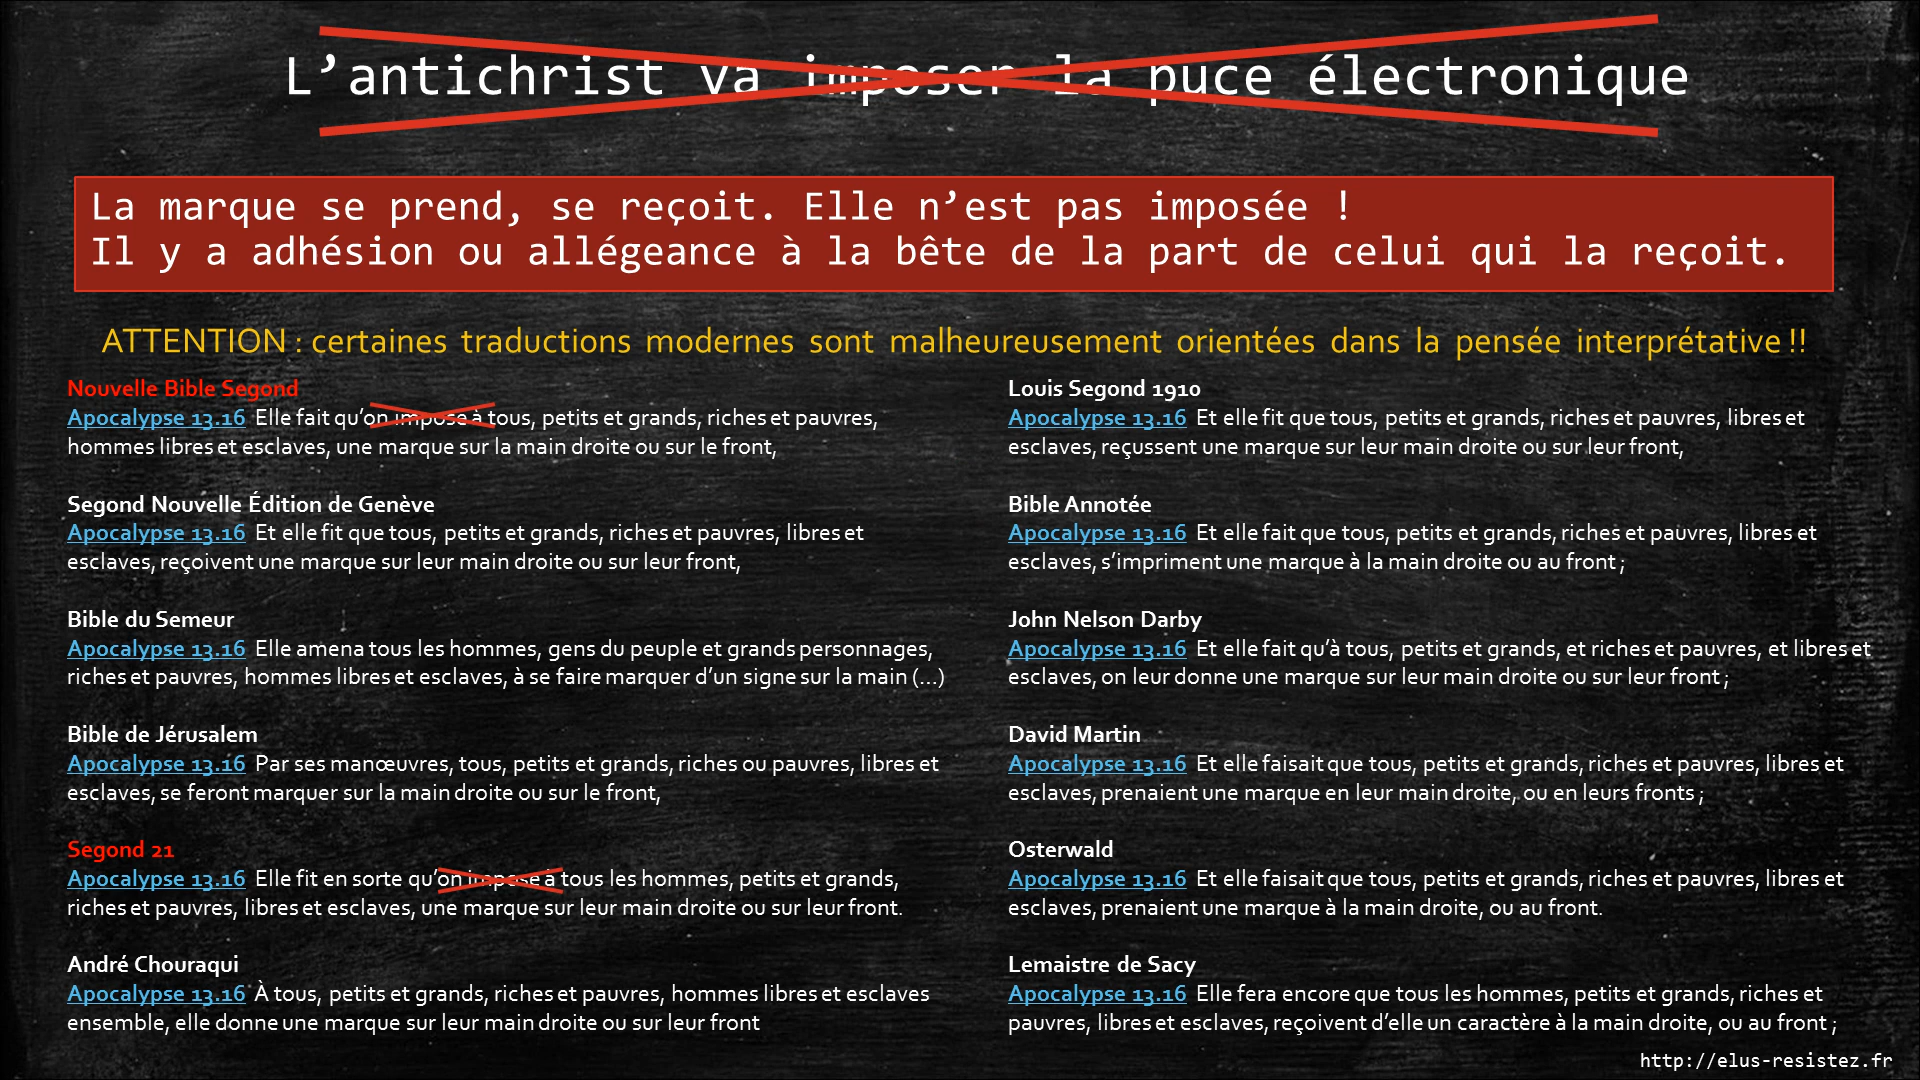 L’antichrist va imposer la puce électronique
La marque se prend, se reçoit. Elle n’est pas imposée !
Il y a adhésion ou allégeance à la bête de la part de celui qui la reçoit.
ATTENTION : certaines traductions modernes sont malheureusement orientées dans la pensée interprétative !!
Nouvelle Bible Segond
Apocalypse 13.16 Elle fait qu’on impose à tous, petits et grands, riches et pauvres,
hommes libres et esclaves, une marque sur la main droite ou sur le front,
Segond Nouvelle Édition de Genève
Apocalypse 13.16 Et elle fit que tous, petits et grands, riches et pauvres, libres et
esclaves, reçoivent une marque sur leur main droite ou sur leur front,
Bible du Semeur
Apocalypse 13.16 Elle amena tous les hommes, gens du peuple et grands personnages,
riches et pauvres, hommes libres et esclaves, à se faire marquer d’un signe sur la main (…)
Bible de Jérusalem
Apocalypse 13.16 Par ses manœuvres, tous, petits et grands, riches ou pauvres, libres et
esclaves, se feront marquer sur la main droite ou sur le front,
Segond 21
Apocalypse 13.16 Elle fit en sorte qu’on impose à tous les hommes, petits et grands,
riches et pauvres, libres et esclaves, une marque sur leur main droite ou sur leur front.
André Chouraqui
Apocalypse 13.16 À tous, petits et grands, riches et pauvres, hommes libres et esclaves
ensemble, elle donne une marque sur leur main droite ou sur leur front
Louis Segond 1910
Apocalypse 13.16 Et elle fit que tous, petits et grands, riches et pauvres, libres et
esclaves, reçussent une marque sur leur main droite ou sur leur front,
Bible Annotée
Apocalypse 13.16 Et elle fait que tous, petits et grands, riches et pauvres, libres et
esclaves, s’impriment une marque à la main droite ou au front ;
John Nelson Darby
Apocalypse 13.16 Et elle fait qu’à tous, petits et grands, et riches et pauvres, et libres et
esclaves, on leur donne une marque sur leur main droite ou sur leur front ;
David Martin
Apocalypse 13.16 Et elle faisait que tous, petits et grands, riches et pauvres, libres et
esclaves, prenaient une marque en leur main droite, ou en leurs fronts ;
Osterwald
Apocalypse 13.16 Et elle faisait que tous, petits et grands, riches et pauvres, libres et
esclaves, prenaient une marque à la main droite, ou au front.
Lemaistre de Sacy
Apocalypse 13.16 Elle fera encore que tous les hommes, petits et grands, riches et
pauvres, libres et esclaves, reçoivent d’elle un caractère à la main droite, ou au front ;
http://elus-resistez.fr